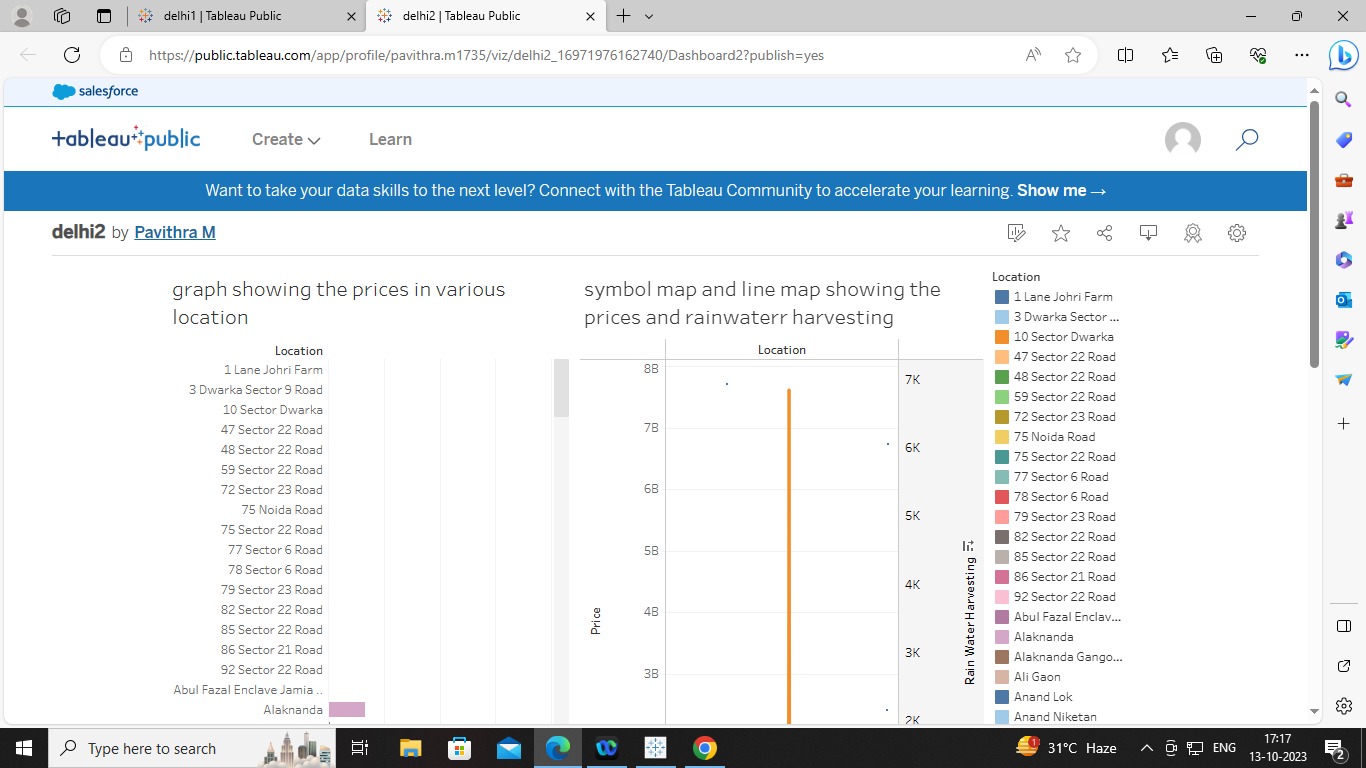 delhi1 | Tableau Public
delhi2 | Tableau Public
https://public.tableau.com/app/profile/pavithra.m1735/viz/delhi2_16971976162740/Dashboard2?publish=yes
salesforce
+ableau+public
Create
Learn
Want to take your data skills to the next level? Connect with the Tableau Community to accelerate your learning. Show me →
delhi2 by Pavithra M
graph showing the prices in various
location
Location
1 Lane Johri Farm
3 Dwarka Sector 9 Road
10 Sector Dwarka
47 Sector 22 Road
48 Sector 22 Road
59 Sector 22 Road
72 Sector 23 Road
75 Noida Road
75 Sector 22 Road
77 Sector 6 Road
78 Sector 6 Road
79 Sector 23 Road
82 Sector 22 Road
85 Sector 22 Road
86 Sector 21 Road
92 Sector 22 Road
Abul Fazal Enclave Jamia ..
Alaknanda
symbol map and line map showing the
prices and rainwaterr harvesting
Location
8B
7B
6B
5B
4B
3B
Price
7K
6K
5K
4K
3K
2K
Rain Water Harvesting
Location
1 Lane Johri Farm
3 Dwarka Sector ...
10 Sector Dwarka
47 Sector 22 Road
48 Sector 22 Road
59 Sector 22 Road
72 Sector 23 Road
75 Noida Road
75 Sector 22 Road
77 Sector 6 Road
78 Sector 6 Road
79 Sector 23 Road
82 Sector 22 Road
85 Sector 22 Road
86 Sector 21 Road
92 Sector 22 Road
Abul Fazal Enclav...
Alaknanda
Alaknanda Gango...
Ali Gaon
Anand Lok
Anand Niketan
Type here to search
1
31°C Haze
ENG
17:17
13-10-2023
2